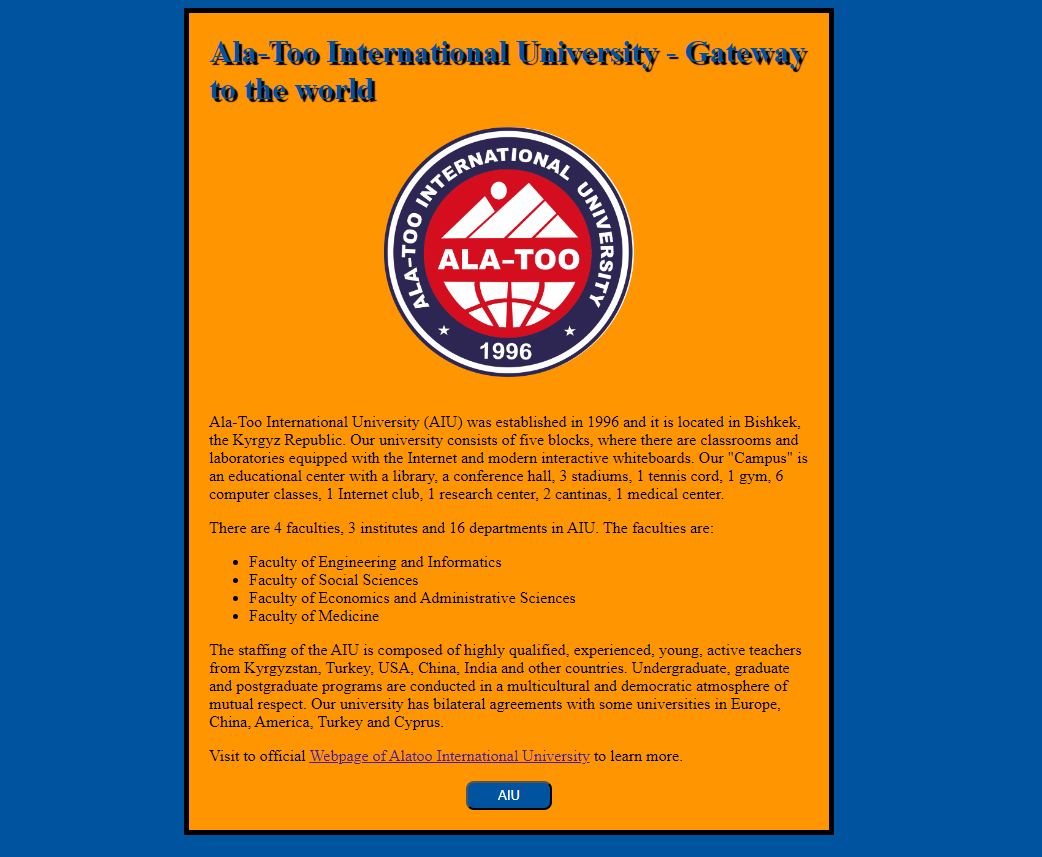 Ala-Too International University - Gateway
to the world
ALA-TOO INTERNATIONAL UNIVERSITY
ALA-TOO
1996
Ala-Too International University (AIU) was established in 1996 and it is located in Bishkek,
the Kyrgyz Republic. Our university consists of five blocks, where there are classrooms and
laboratories equipped with the Internet and modern interactive whiteboards. Our "Campus" is
an educational center with a library, a conference hall, 3 stadiums, 1 tennis cord, 1 gym, 6
computer classes, 1 Internet club, 1 research center, 2 cantinas, 1 medical center.
There are 4 faculties, 3 institutes and 16 departments in AIU. The faculties are:
• Faculty of Engineering and Informatics
• Faculty of Social Sciences
• Faculty of Economics and Administrative Sciences
• Faculty of Medicine
The staffing of the AIU is composed of highly qualified, experienced, young, active teachers
from Kyrgyzstan, Turkey, USA, China, India and other countries. Undergraduate, graduate
and postgraduate programs are conducted in a multicultural and democratic atmosphere of
mutual respect. Our university has bilateral agreements with some universities in Europe,
China, America, Turkey and Cyprus.
Visit to official Webpage of Alatoo International University to learn more.
AIU